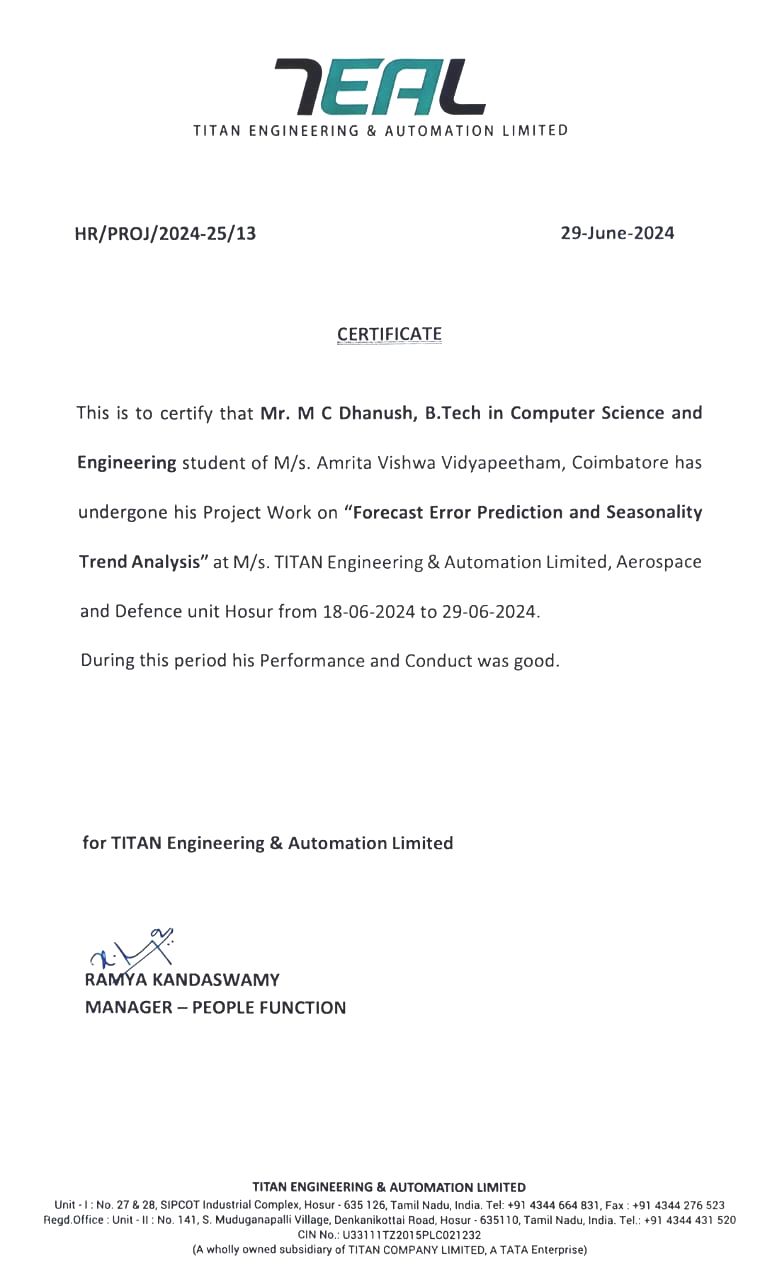 TEAL
TITAN ENGINEERING & AUTOMATION LIMITED
HR/PROJ/2024-25/13 29-June-2024
CERTIFICATE
This is to certify that Mr. M C Dhanush, B.Tech in Computer Science and
Engineering student of M/s. Amrita Vishwa Vidyapeetham, Coimbatore has
undergone his Project Work on “Forecast Error Prediction and Seasonality
Trend Analysis” at M/s. TITAN Engineering & Automation Limited, Aerospace
and Defence unit Hosur from 18-06-2024 to 29-06-2024.
During this period his Performance and Conduct was good.
for TITAN Engineering & Automation Limited
RAMYA KANDASWAMY
MANAGER – PEOPLE FUNCTION
TITAN ENGINEERING & AUTOMATION LIMITED
Unit - I : No. 27 & 28, SIPCOT Industrial Complex, Hosur - 635 126, Tamil Nadu, India. Tel: +91 4344 664 831, Fax : +91 4344 276 523
Regd.Office : Unit - II : No. 141, S. Muduganapalli Village, Denkanikottai Road, Hosur - 635110, Tamil Nadu, India. Tel.: +91 4344 431 520
CIN No.: U33111TZ2015PLC021232
(A wholly owned subsidiary of TITAN COMPANY LIMITED, A TATA Enterprise)